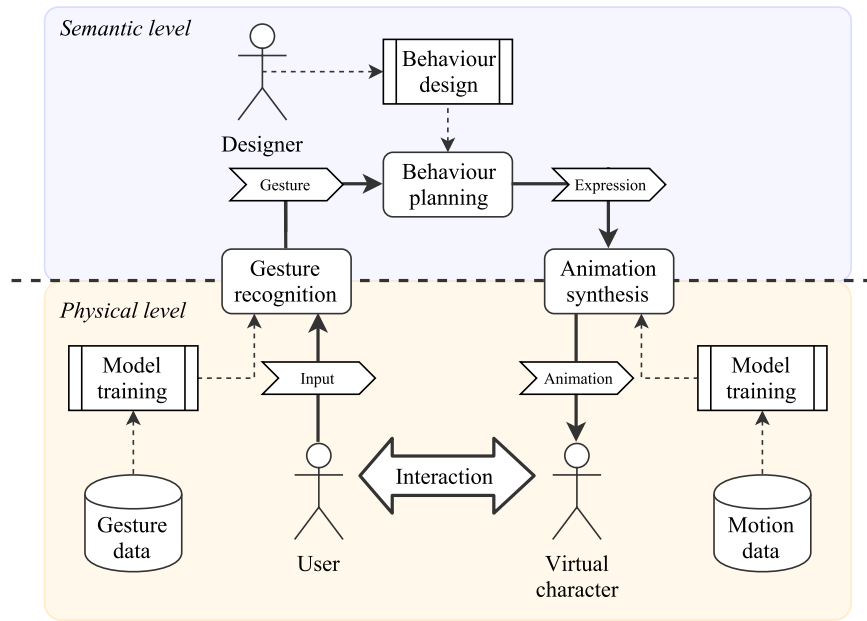 Semantic level
Behaviour
design
Designer
Gesture
Behaviour
planning
Expression
Gesture
recognition
Animation
synthesis
Physical level
Model
training
Input
Animation
Model
training
Interaction
Gesture
data
User
Virtual
character
Motion
data